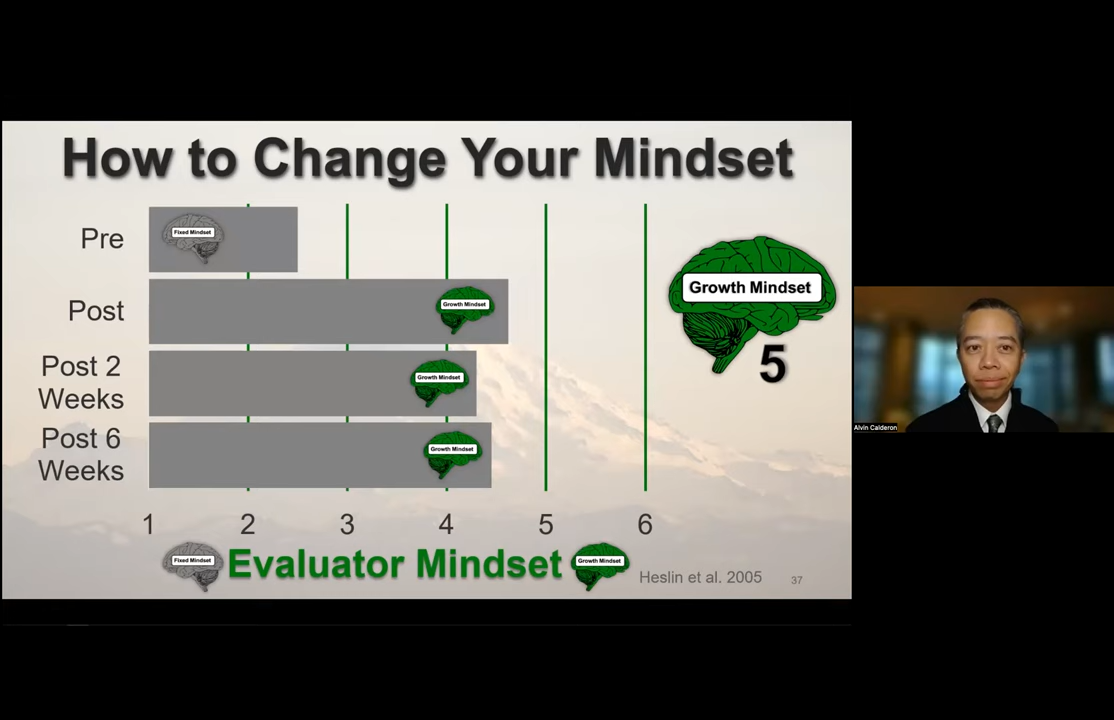 How to Change Your Mindset
Pre
Fixed Mindset
Post
Growth Mindset
Post 2
Weeks
Growth Mindset
Post 6
Weeks
Growth Mindset
Growth Mindset
5
1 2 3 4 5 6
Fixed Mindset
Evaluator Mindset
Growth Mindset
Heslin et al. 2005
37
Alvin Calderon